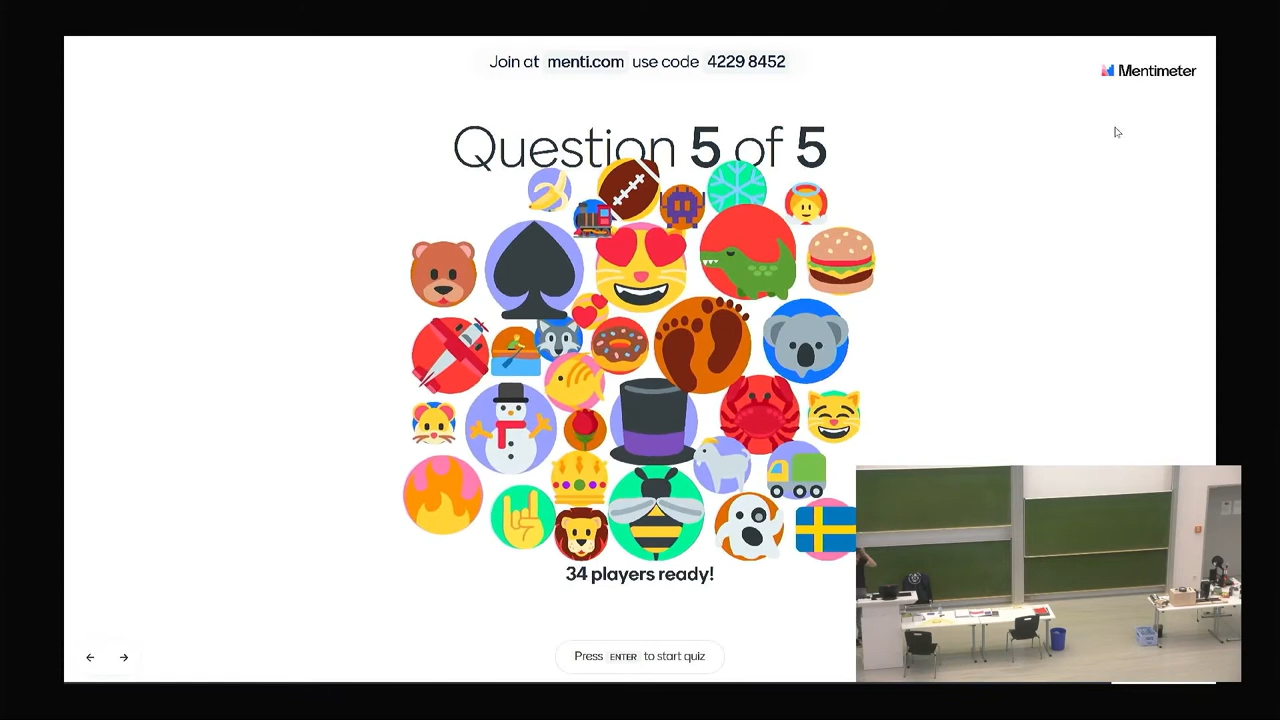 Join at menti.com use code 4229 8452
Mentimeter
Question 5 of 5
34 players ready!
Press ENTER to start quiz